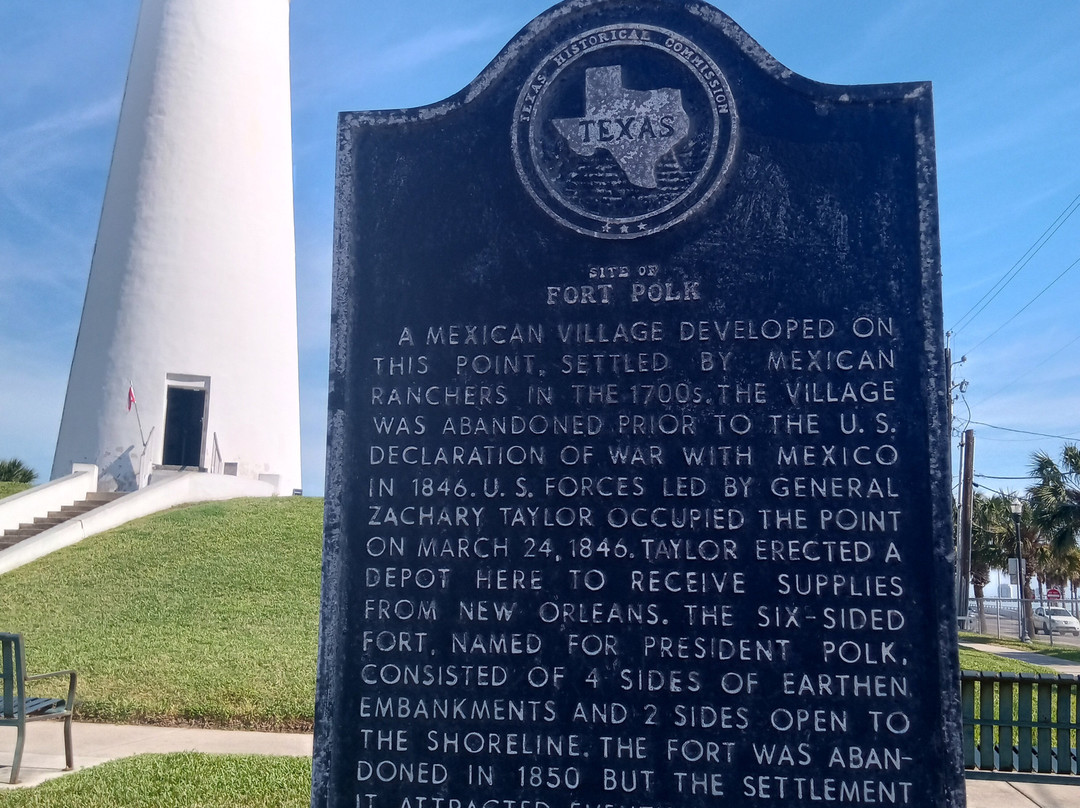 TEXAS HISTORICAL COMMISSION
TEXAS
SITE OF
FORT POLK
A MEXICAN VILLAGE DEVELOPED ON
THIS POINT, SETTLED BY MEXICAN
RANCHERS IN THE 1700s. THE VILLAGE
WAS ABANDONED PRIOR TO THE U. S.
DECLARATION OF WAR WITH MEXICO
IN 1846. U. S. FORCES LED BY GENERAL
ZACHARY TAYLOR OCCUPIED THE POINT
ON MARCH 24, 1846. TAYLOR ERECTED A
DEPOT HERE TO RECEIVE SUPPLIES
FROM NEW ORLEANS. THE SIX-SIDED
FORT, NAMED FOR PRESIDENT POLK,
CONSISTED OF 4 SIDES OF EARTHEN
EMBANKMENTS AND 2 SIDES OPEN TO
THE SHORELINE. THE FORT WAS ABAN-
DONED IN 1850 BUT THE SETTLEMENT
IT ATTRACTED